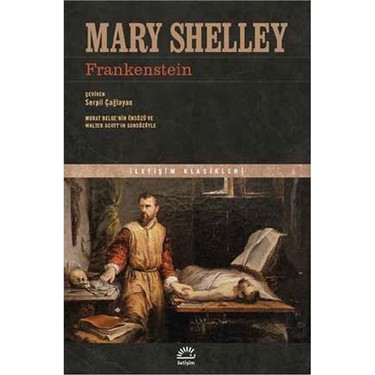 MARY SHELLEY
Frankenstein
ÇEVİREN
Serpil Çağlayan
MURAT BELGE'NİN ÖNSÖZÜ VE
WALTER SCOTT'IN SONSÖZÜYLE
İLETİŞİM KLASİKLERİ
iletişim